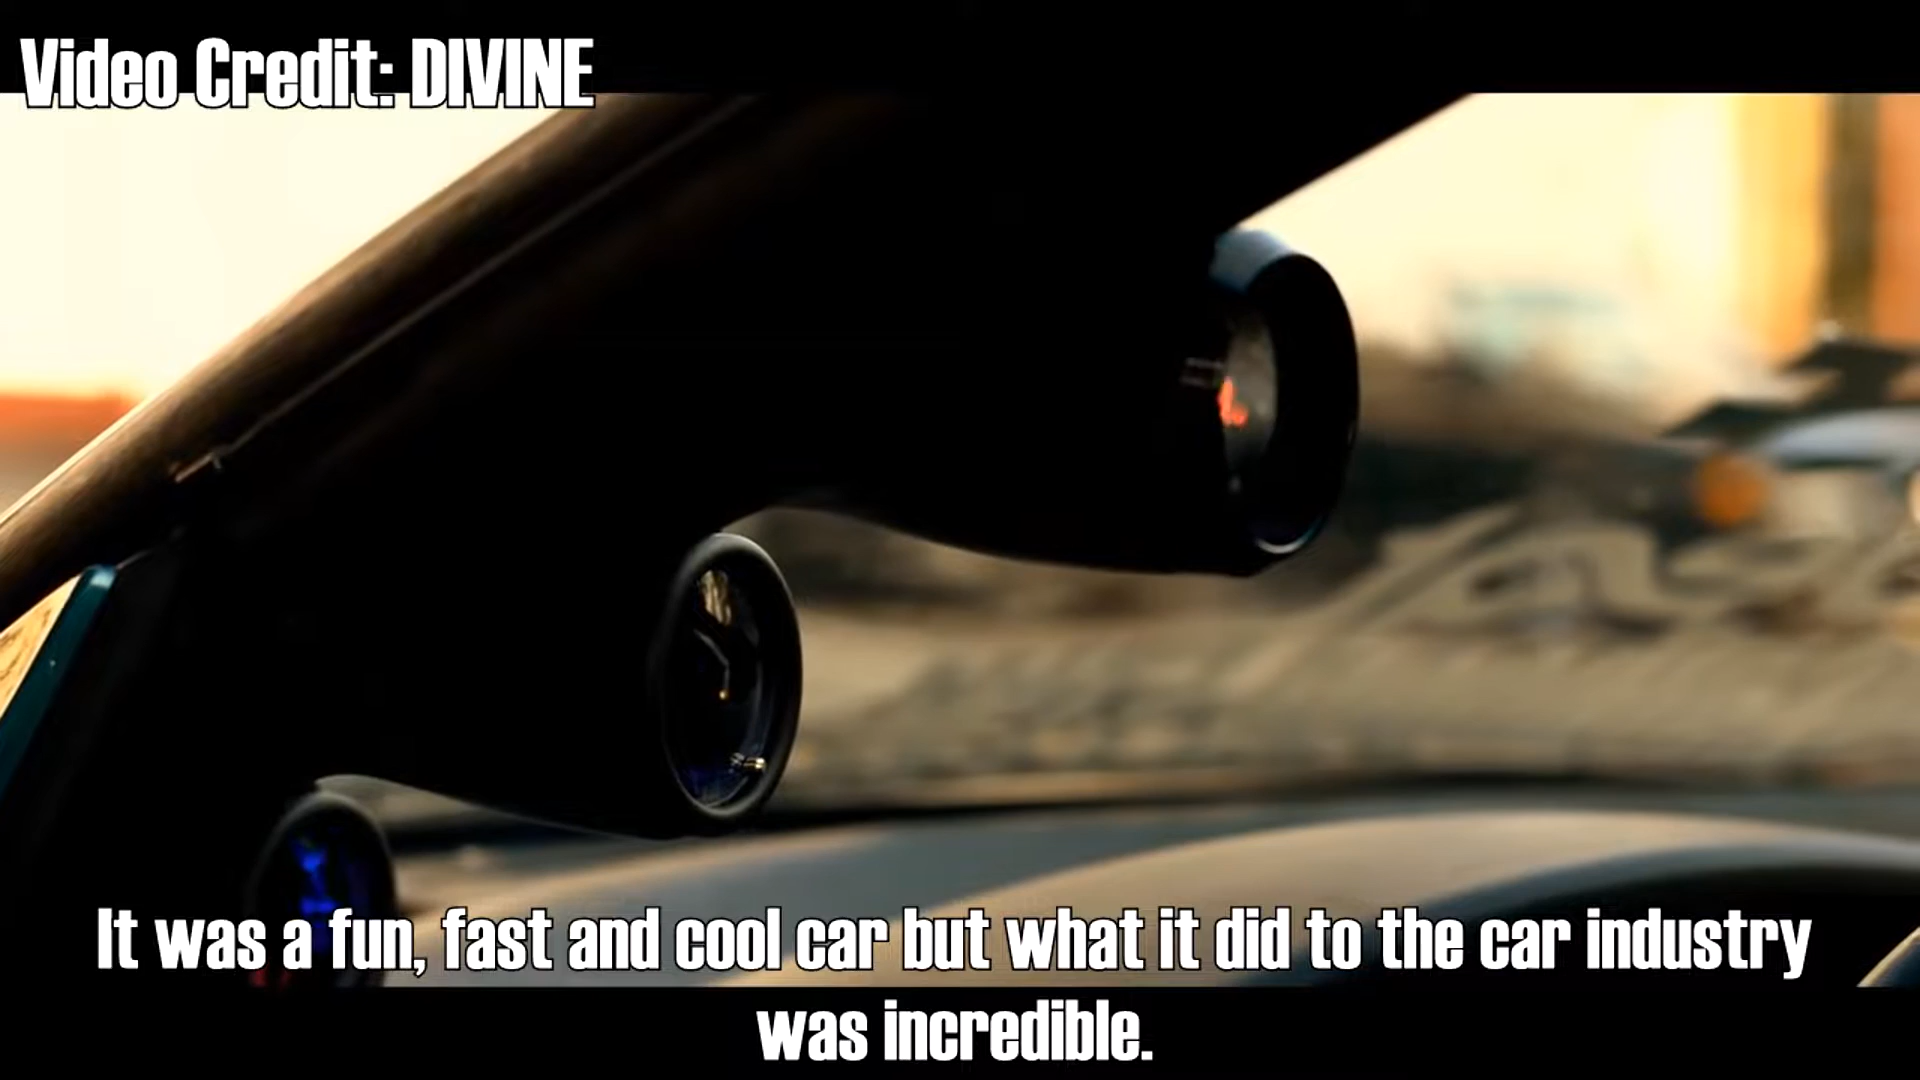 Video Credit: DIVINE
It was a fun, fast and cool car but what it did to the car industry
was incredible.